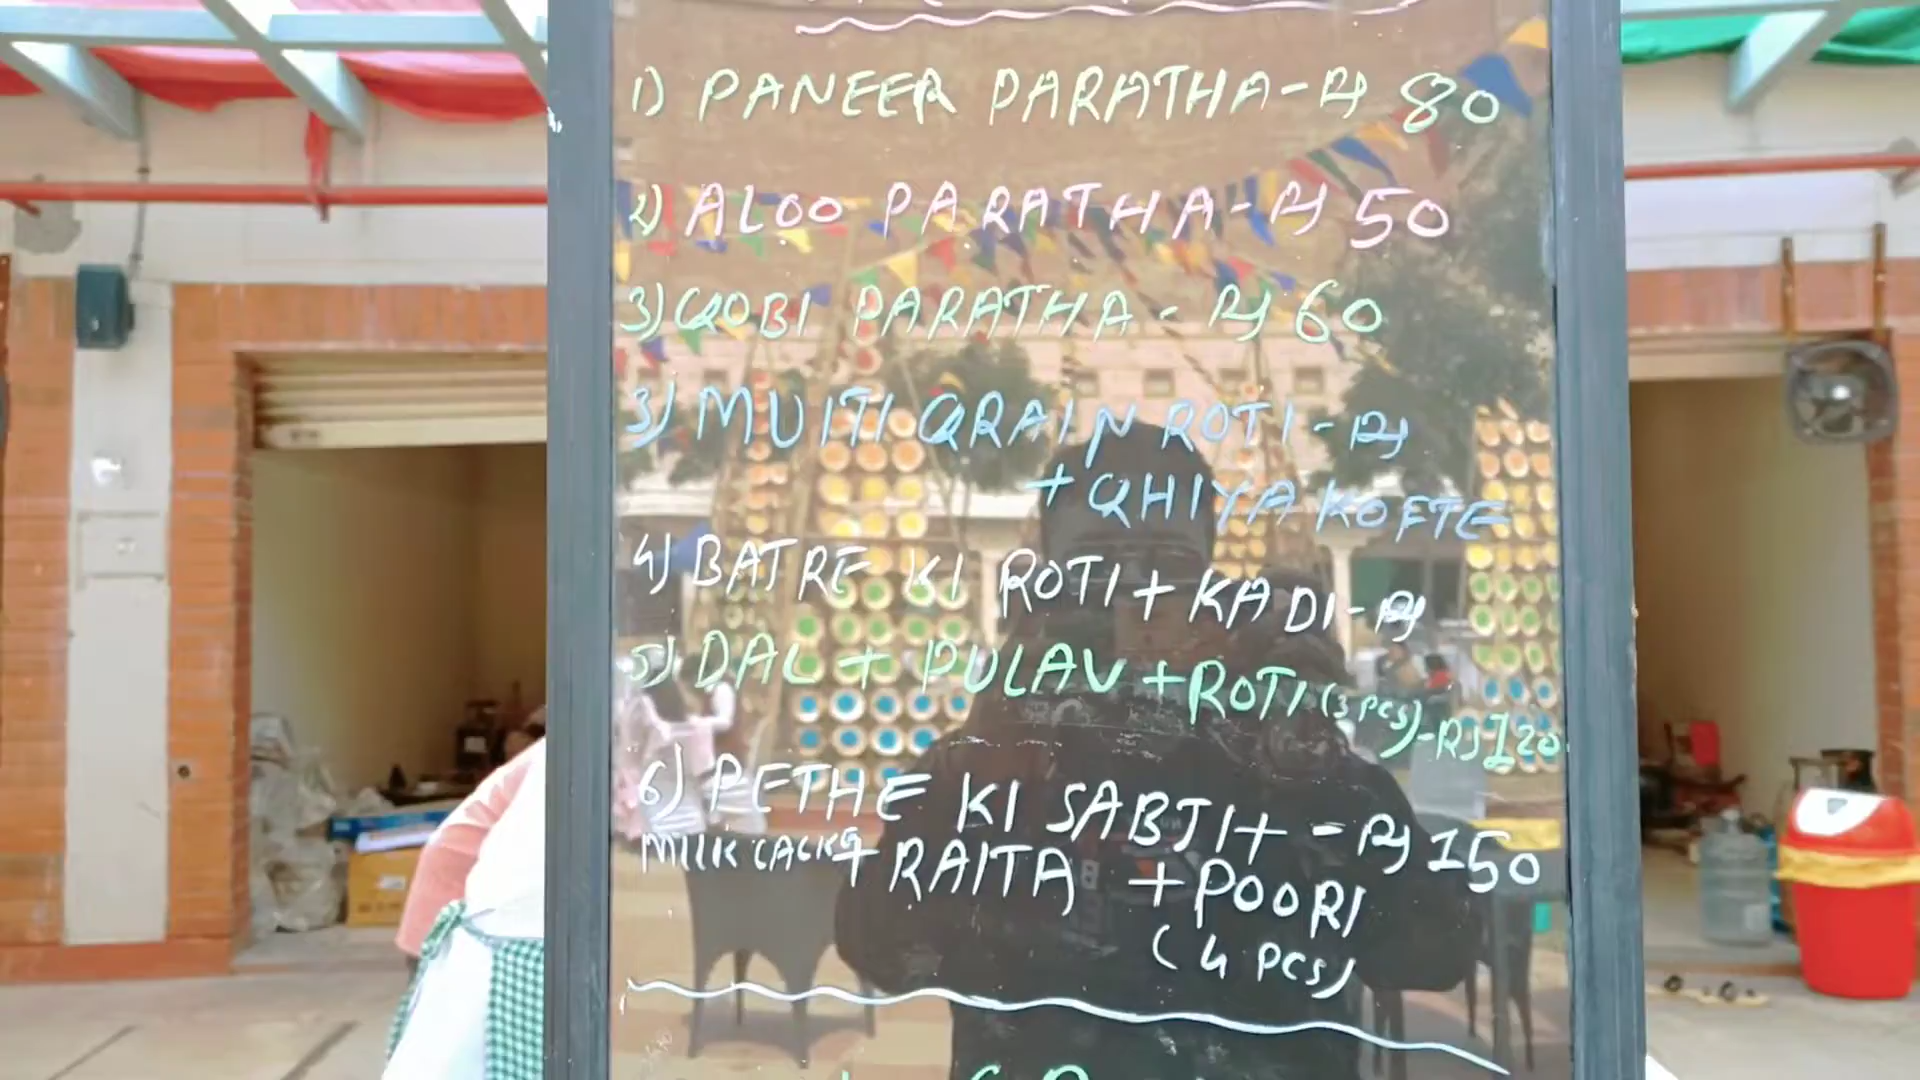 1) PANEER PARATHA - Rs 80
2) ALOO PARATHA - Rs 50
3) GOBI PARATHA - Rs 60
3) MULTI GRAIN ROTI - Rs
+ GHIYA KOFTE
4) BAJRE KI ROTI + KADI - Rs
5) DAL + PULAV + ROTI (3 PCS) - RS 120
6) PETHE KI SABJI + - Rs 150
MILK CACKE + RAITA + POORI
(4 PCS)